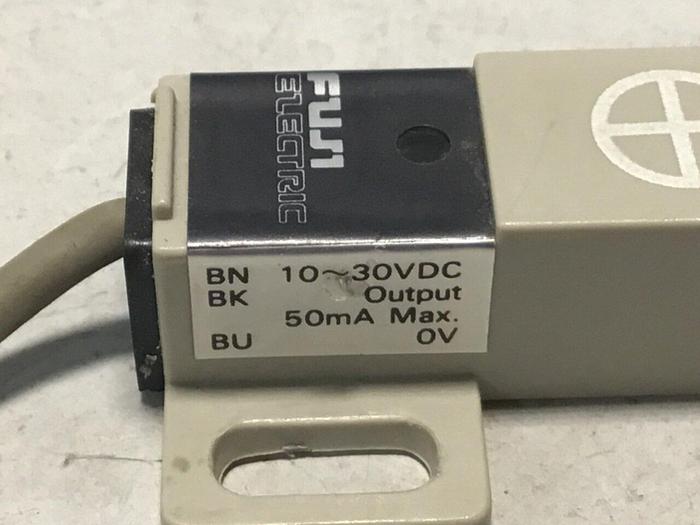 FUJI
ELECTRIC
BN 10~30VDC
BK Output
50mA Max.
BU 0V